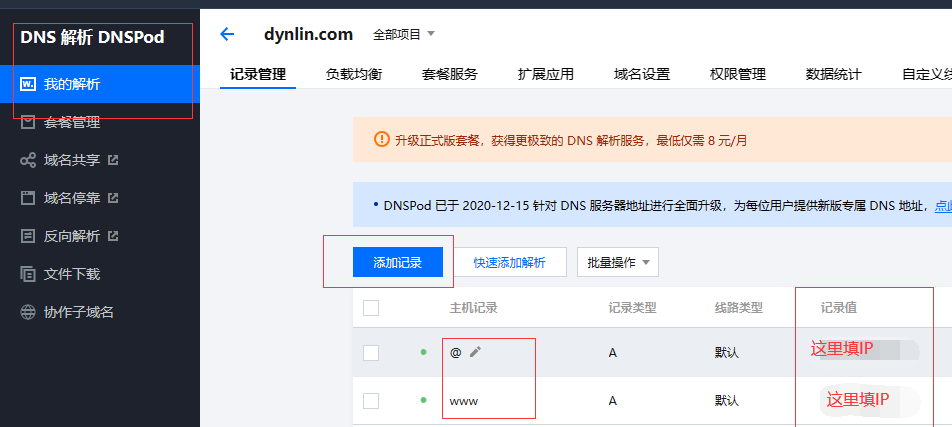 DNS 解析 DNSPod
我的解析
套餐管理
域名共享
域名停靠
反向解析
文件下载
协作子域名
dynlin.com 全部项目
记录管理 负载均衡 套餐服务 扩展应用 域名设置 权限管理 数据统计 自定义线
升级正式版套餐，获得更极致的 DNS 解析服务，最低仅需 8 元/月
DNSPod 已于 2020-12-15 针对 DNS 服务器地址进行全面升级，为每位用户提供新版专属 DNS 地址，点此
添加记录 快速添加解析 批量操作
主机记录 记录类型 线路类型 记录值
@ A 默认 这里填IP
www A 默认 这里填IP